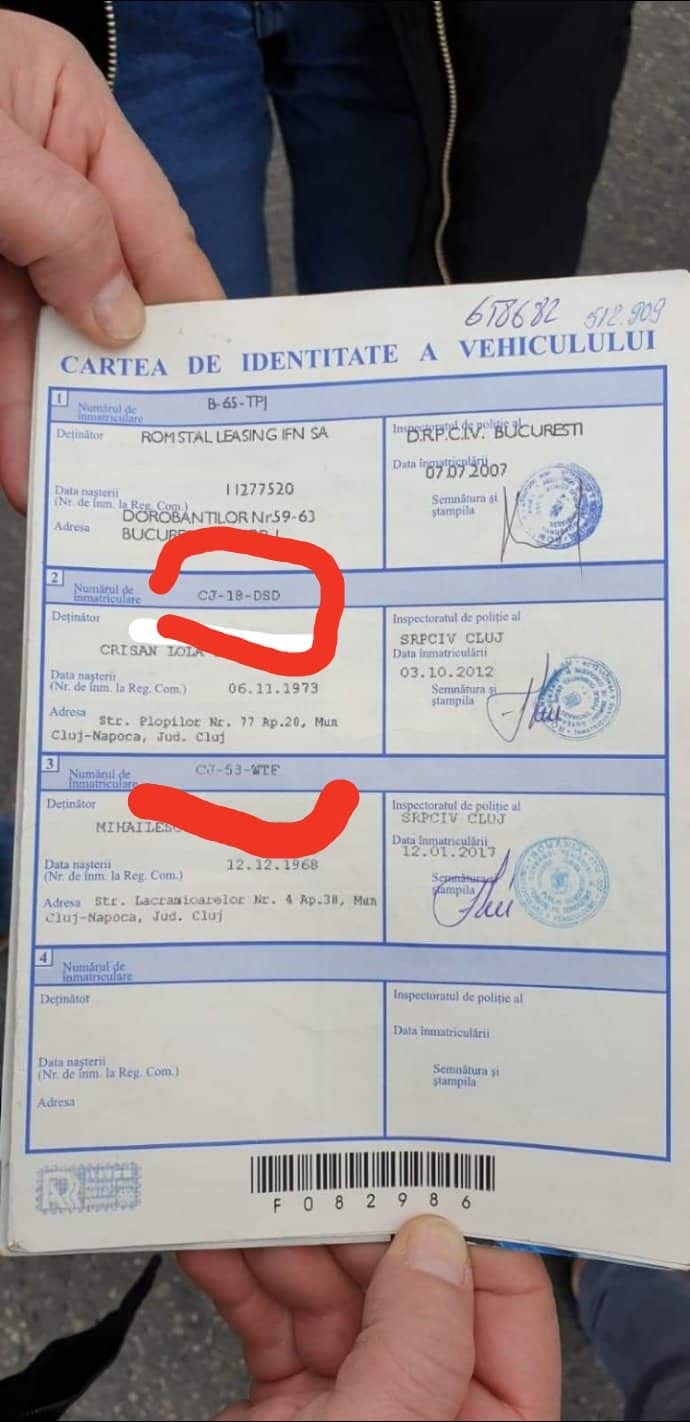 658682 512.909
CARTEA DE IDENTITATE A VEHICULULUI
1
Numărul de înmatriculare B-65-TPJ
Deținător ROMSTAL LEASING IFN SA
Data nașterii (Nr. de înm. la Reg. Com.) 11277520
Adresa DOROBANTILOR Nr59-63
Inspectoratul de poliție al D.R.P.C.I.V. BUCURESTI
Data înmatriculării 07.07.2007
Semnătura și ștampila
2
Numărul de înmatriculare CJ-18-DSD
Deținător
CRISAN LOLA
Data nașterii (Nr. de înm. la Reg. Com.) 06.11.1973
Adresa Str. Plopilor Nr. 77 Ap.20, Mun
Cluj-Napoca, Jud. Cluj
Inspectoratul de poliție al
SRPCIV CLUJ
Data înmatriculării
03.10.2012
Semnătura și ștampila
3
Numărul de înmatriculare CJ-53-WTF
Deținător
Data nașterii (Nr. de înm. la Reg. Com.) 12.12.1968
Adresa Str. Lacramioarelor Nr. 4 Ap.38, Mun
Cluj-Napoca, Jud. Cluj
Inspectoratul de poliție al
SRPCIV CLUJ
Data înmatriculării
12.01.2017
Semnătura și ștampila
4
Numărul de înmatriculare
Deținător
Data nașterii
(Nr. de înm. la Reg. Com.)
Adresa
Inspectoratul de poliție al
Data înmatriculării
Semnătura și
ștampila
F082986